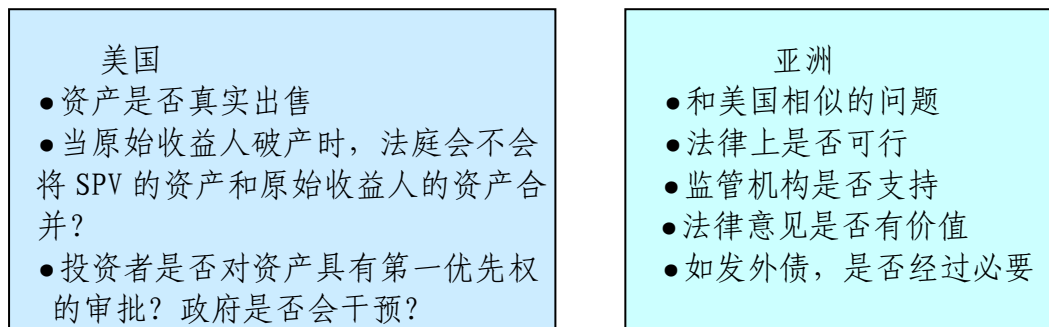 美国
●资产是否真实出售
●当原始收益人破产时，法庭会不会
将 SPV 的资产和原始收益人的资产合
并？
●投资者是否对资产具有第一优先权
的审批？政府是否会干预？
亚洲
●和美国相似的问题
●法律上是否可行
●监管机构是否支持
●法律意见是否有价值
●如发外债，是否经过必要